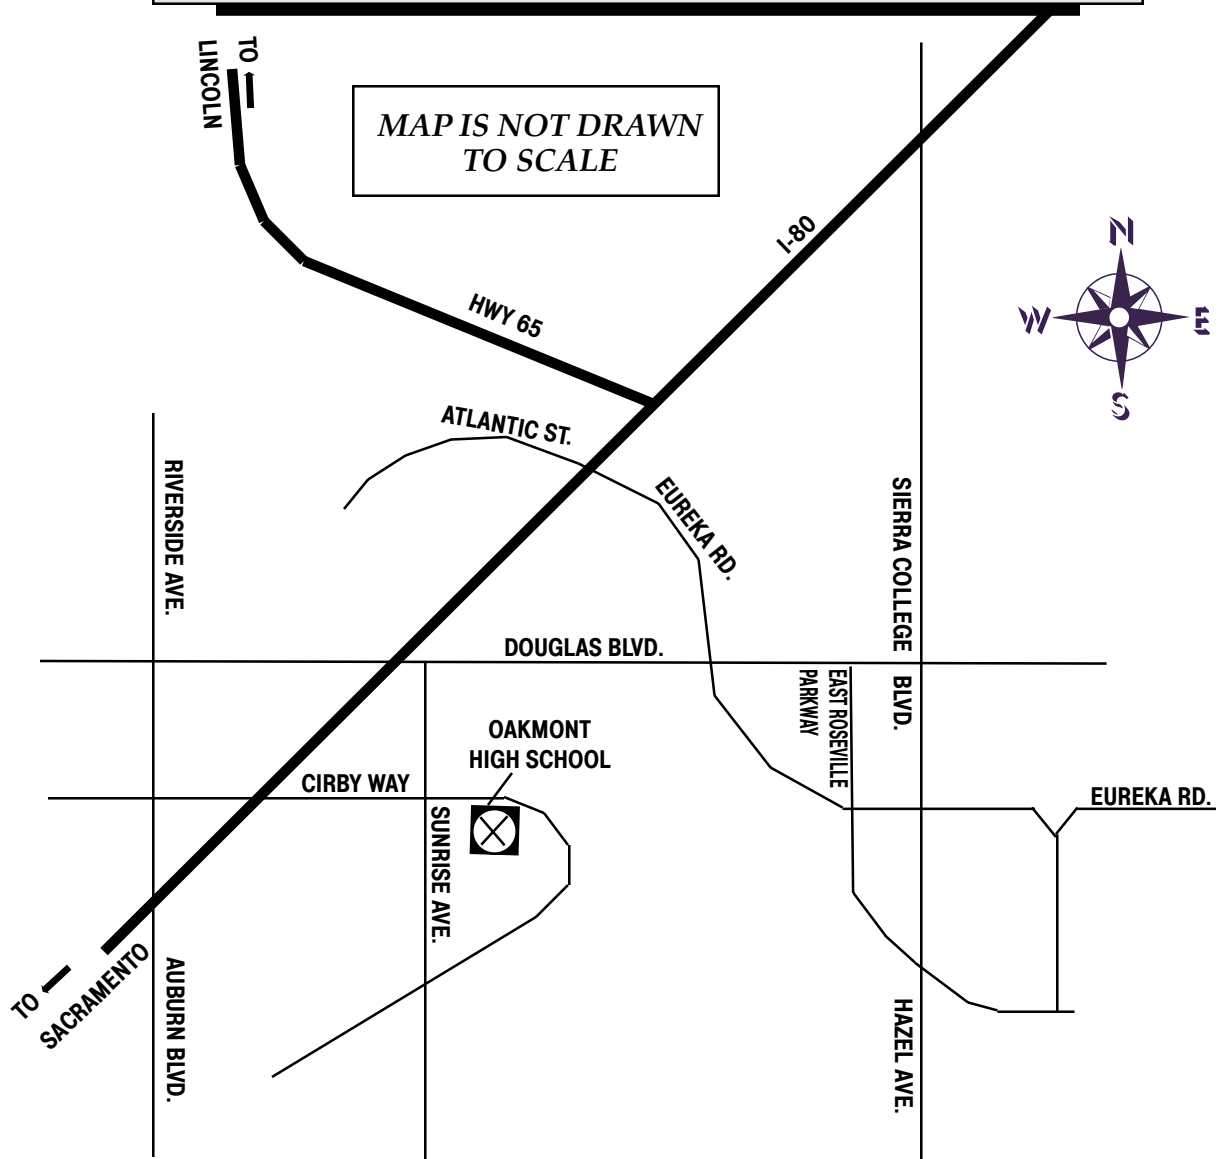 TO
LINCOLN
MAP IS NOT DRAWN
TO SCALE
I-80
N
W
E
S
HWY 65
ATLANTIC ST.
EUREKA RD.
RIVERSIDE AVE.
SIERRA COLLEGE BLVD.
DOUGLAS BLVD.
EAST ROSEVILLE
PARKWAY
OAKMONT
HIGH SCHOOL
CIRBY WAY
EUREKA RD.
SUNRISE AVE.
TO
SACRAMENTO
AUBURN BLVD.
HAZEL AVE.